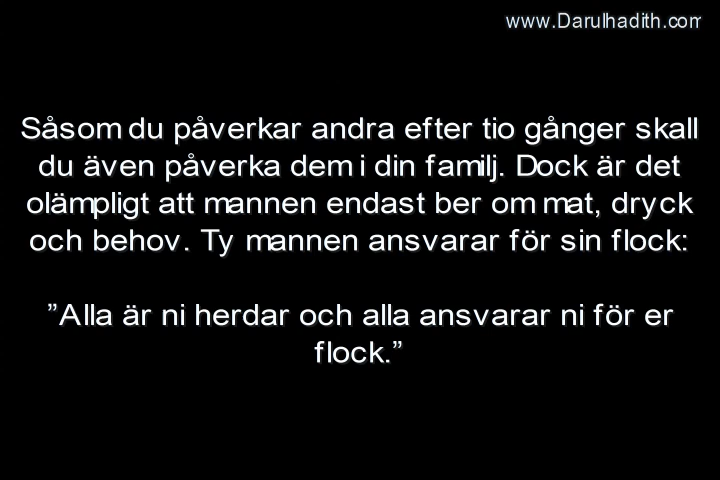 www.Darulhadith.com
Såsom du påverkar andra efter tio gånger skall
du även påverka dem i din familj. Dock är det
olämpligt att mannen endast ber om mat, dryck
och behov. Ty mannen ansvarar för sin flock:
”Alla är ni herdar och alla ansvarar ni för er
flock.”